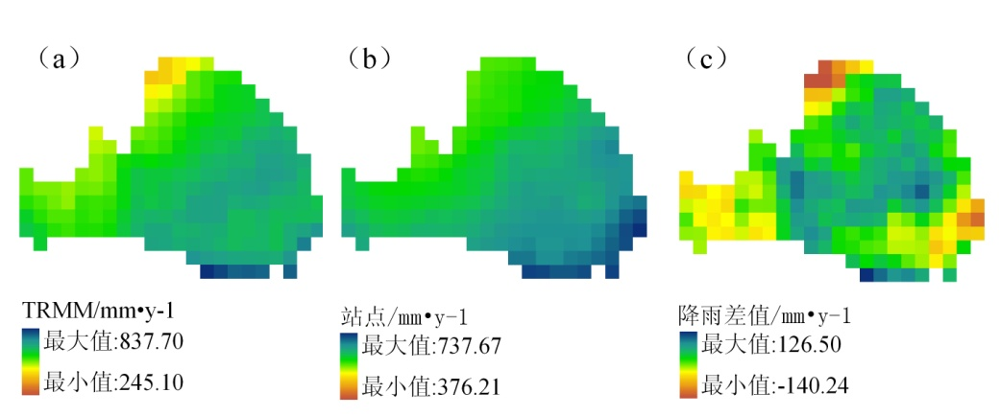 （a）
（b）
（c）
TRMM/mm•y-1
最大值:837.70
最小值:245.10
站点/mm•y-1
最大值:737.67
最小值:376.21
降雨差值/mm•y-1
最大值:126.50
最小值:-140.24